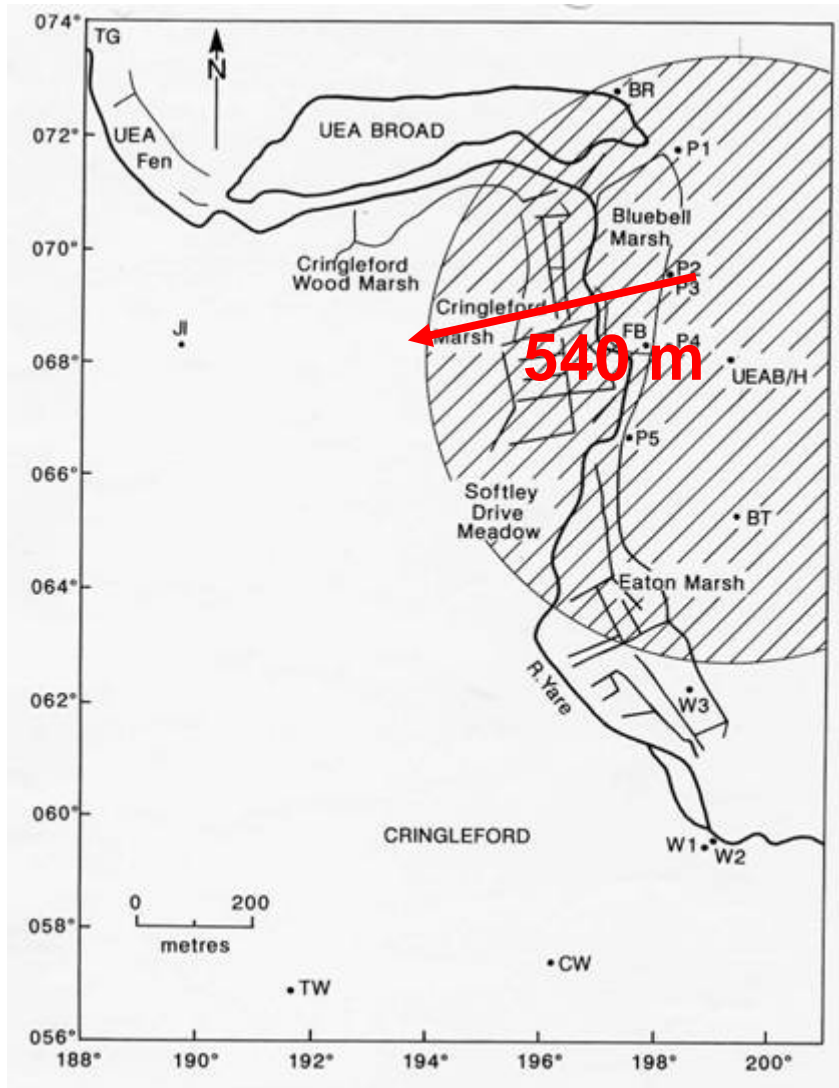 074°
TG
N
BR
072°
UEA BROAD
UEA
Fen
P1
Bluebell
Marsh
070°
Cringleford
Wood Marsh
P2
P3
Cringleford
Marsh
JI
FB
P4
068°
540 m
UEAB/H
P5
066°
Softley
Drive
Meadow
BT
064°
Eaton Marsh
R.Yare
W3
062°
060°
CRINGLEFORD
W1
W2
0 200
metres
058°
CW
TW
056°
188° 190° 192° 194° 196° 198° 200°